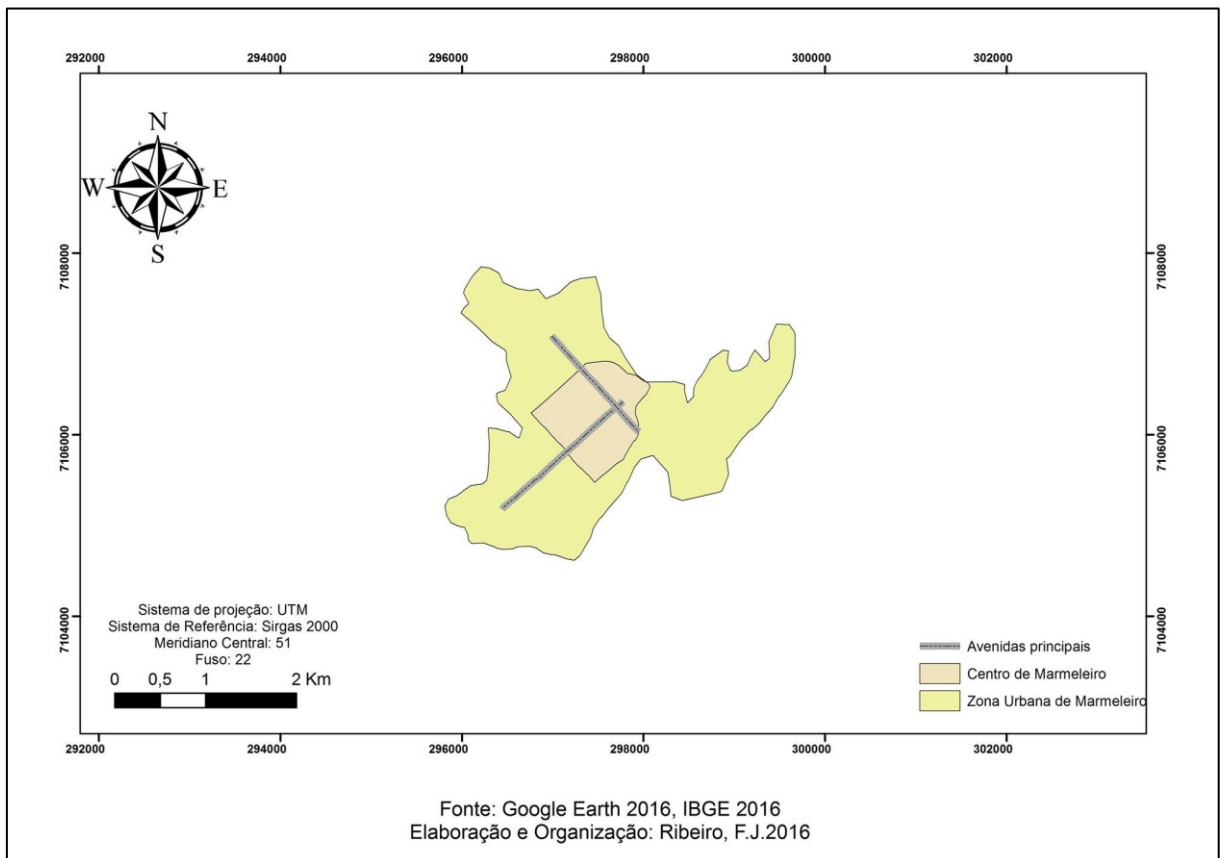 292000 294000 296000 298000 300000 302000
N
W E
S
7108000 7108000
7106000 7106000
7104000 7104000
Sistema de projeção: UTM
Sistema de Referência: Sirgas 2000
Meridiano Central: 51
Fuso: 22
0 0,5 1 2 Km
Avenidas principais
Centro de Marmeleiro
Zona Urbana de Marmeleiro
292000 294000 296000 298000 300000 302000
Fonte: Google Earth 2016, IBGE 2016
Elaboração e Organização: Ribeiro, F.J.2016